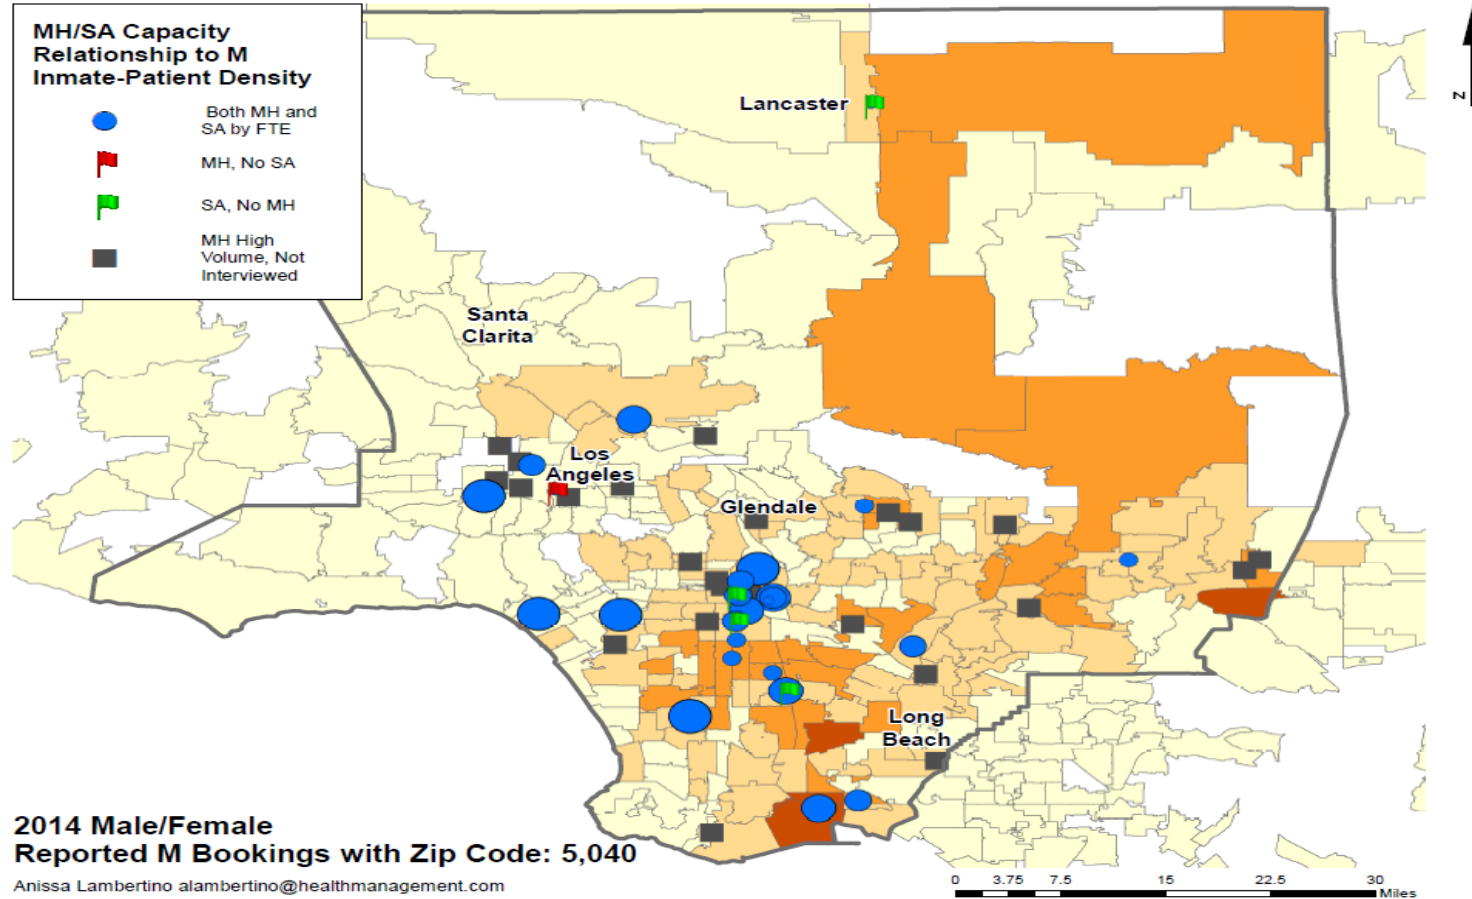 MH/SA Capacity
Relationship to M
Inmate-Patient Density
Both MH and
SA by FTE
MH, No SA
SA, No MH
MH High
Volume, Not
Interviewed
Lancaster
N
Santa
Clarita
Los
Angeles
Glendale
Long
Beach
2014 Male/Female
Reported M Bookings with Zip Code: 5,040
Anissa Lambertino alambertino@healthmanagement.com
0 3.75 7.5 15 22.5 30
Miles